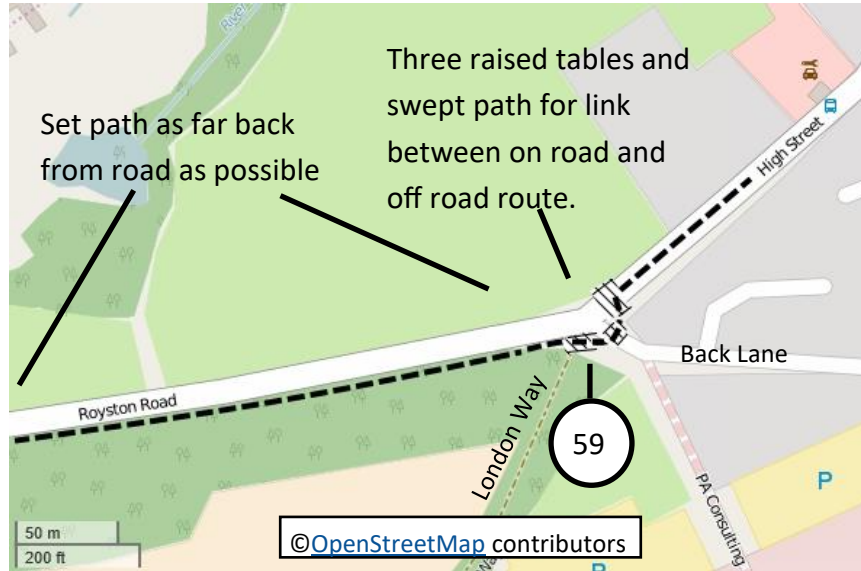 River
Three raised tables and
swept path for link
between on road and
off road route.
Set path as far back
from road as possible
High Street
Back Lane
Royston Road
London Way
59
PA Consulting
P
P
50 m
200 ft
©OpenStreetMap contributors